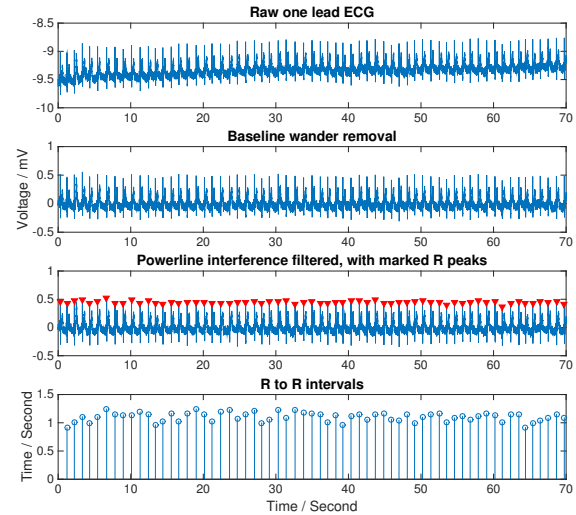 Raw one lead ECG
-8.5
-9
-9.5
-10
0 10 20 30 40 50 60 70
Baseline wander removal
1
0.5
0
-0.5
Voltage / mV
0 10 20 30 40 50 60 70
Powerline interference filtered, with marked R peaks
1
0.5
0
-0.5
0 10 20 30 40 50 60 70
R to R intervals
1.5
1
0.5
0
Time / Second
0 10 20 30 40 50 60 70
Time / Second